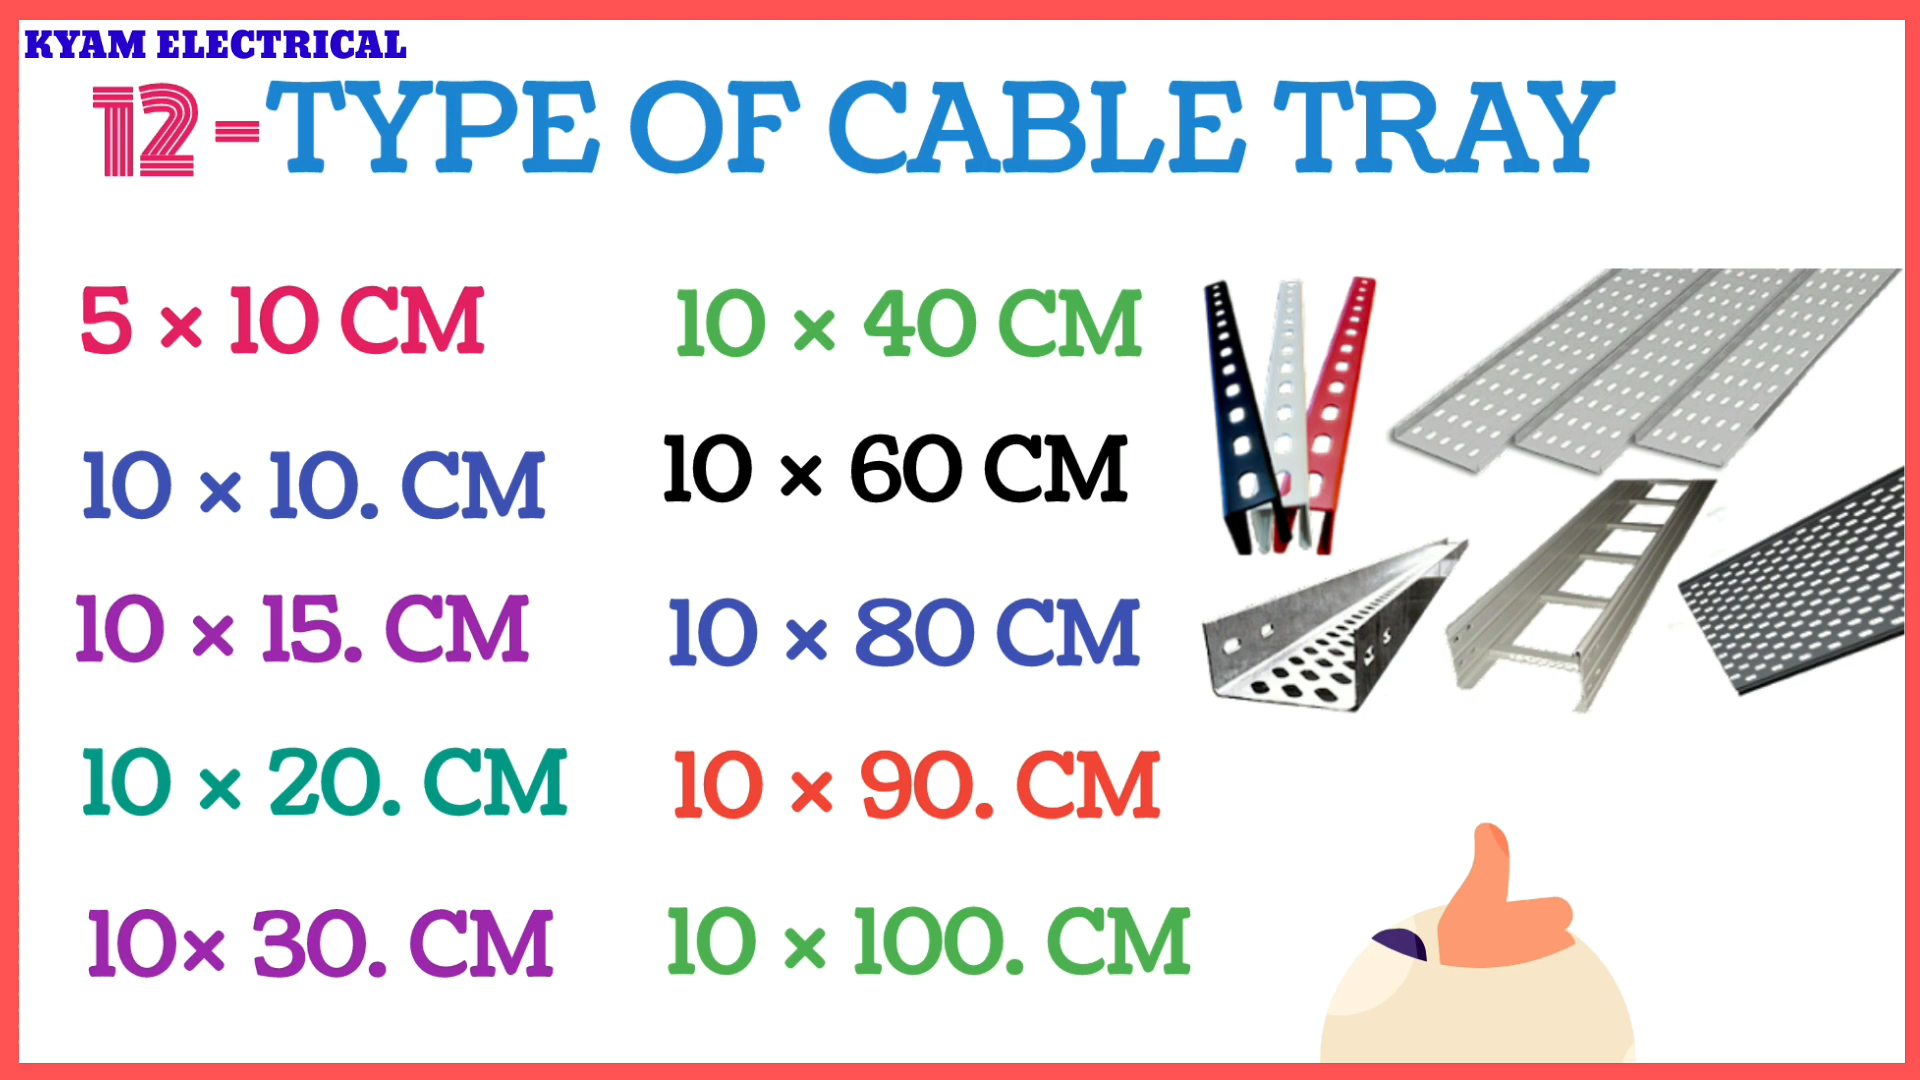 KYAM ELECTRICAL
12-TYPE OF CABLE TRAY
5 × 10 CM
10 × 10. CM
10 × 15. CM
10 × 20. CM
10× 30. CM
10 × 40 CM
10 × 60 CM
10 × 80 CM
10 × 90. CM
10 × 100. CM